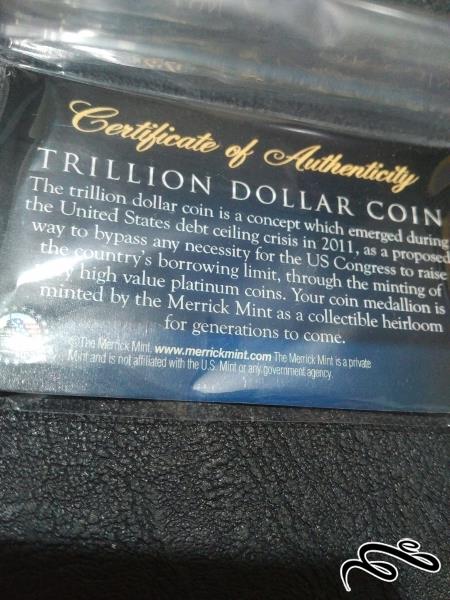 Certificate of Authenticity
TRILLION DOLLAR COIN
The trillion dollar coin is a concept which emerged during
the United States debt ceiling crisis in 2011, as a proposed
way to bypass any necessity for the US Congress to raise
the country's borrowing limit, through the minting of
high value platinum coins. Your coin medallion is
minted by the Merrick Mint as a collectible heirloom
for generations to come.
©The Merrick Mint. www.merrickmint.com The Merrick Mint is a private
Mint and is not affiliated with the U.S. Mint or any government agency.